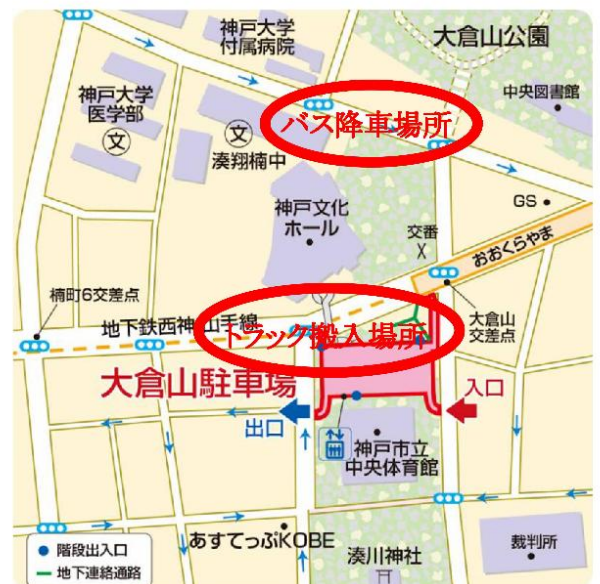 神戸大学
付属病院
大倉山公園
神戸大学
医学部
文
中央図書館
バス降車場所
文
湊翔楠中
GS
神戸文化
ホール
交番
X
おおくらやま
楠町6交差点
地下鉄西神・山手線
トラック搬入場所
大倉山
交差点
大倉山駐車場
入口
出口
神戸市立
中央体育館
あすてっぷKOBE
湊川神社
裁判所
階段出入口
地下連絡通路